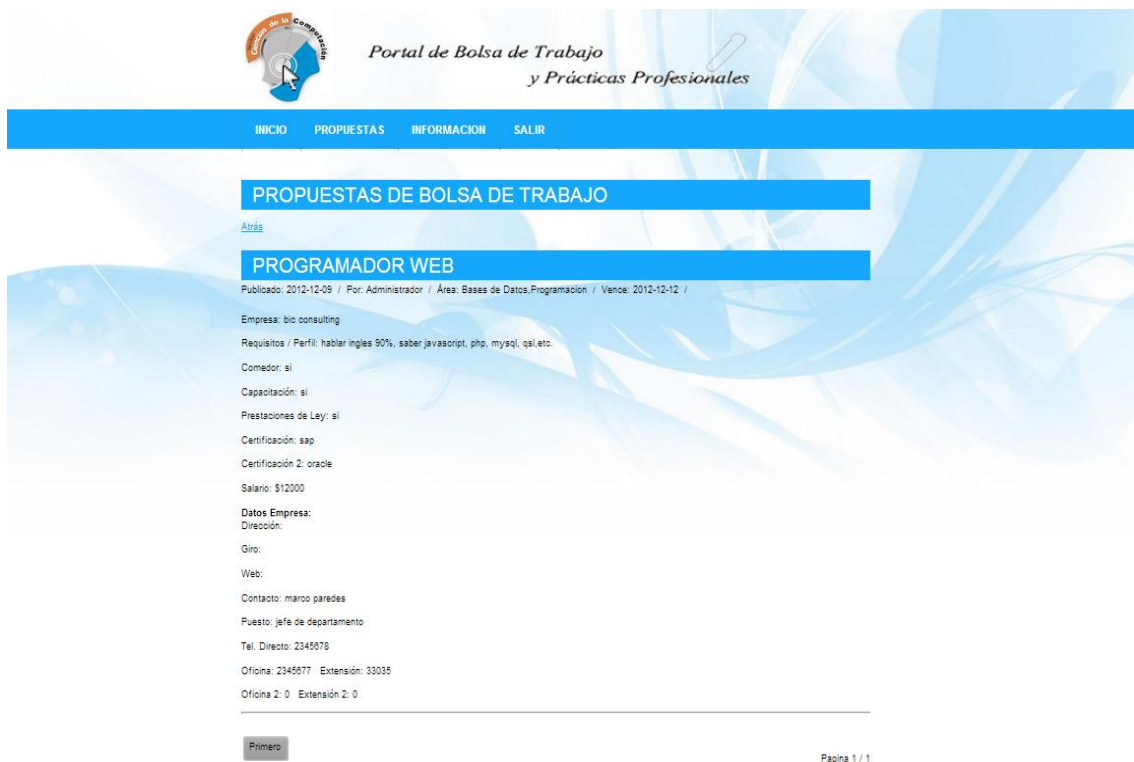 Ciencias de la Computación
Portal de Bolsa de Trabajo
y Prácticas Profesionales
INICIO PROPUESTAS INFORMACION SALIR
PROPUESTAS DE BOLSA DE TRABAJO
Atrás
PROGRAMADOR WEB
Publicado: 2012-12-09 / Por: Administrador / Área: Bases de Datos,Programacion / Vence: 2012-12-12 /
Empresa: bic consulting
Requisitos / Perfil: hablar ingles 90%, saber javascript, php, mysql, qsl,etc.
Comedor: si
Capacitación: si
Prestaciones de Ley: si
Certificación: sap
Certificación 2: oracle
Salario: $12000
Datos Empresa:
Dirección:
Giro:
Web:
Contacto: marco paredes
Puesto: jefe de departamento
Tel. Directo: 2345678
Oficina: 2345677 Extensión: 33035
Oficina 2: 0 Extensión 2: 0
Primero
Pagina 1 / 1